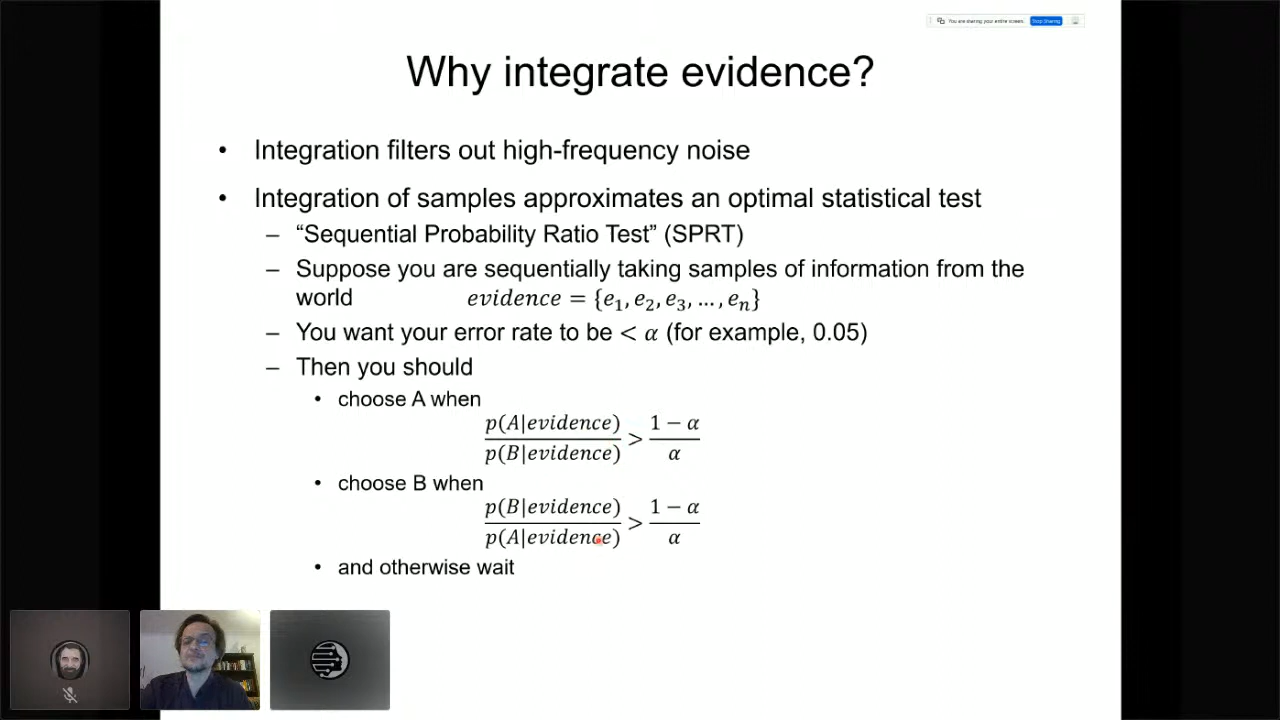 You are sharing your entire screen. Stop Sharing
Why integrate evidence?
• Integration filters out high-frequency noise
• Integration of samples approximates an optimal statistical test
– “Sequential Probability Ratio Test” (SPRT)
– Suppose you are sequentially taking samples of information from the
world evidence = {e₁, e₂, e₃, … , eₙ}
– You want your error rate to be < α (for example, 0.05)
– Then you should
• choose A when
p(A|evidence) / p(B|evidence) > (1 − α) / α
• choose B when
p(B|evidence) / p(A|evidence) > (1 − α) / α
• and otherwise wait